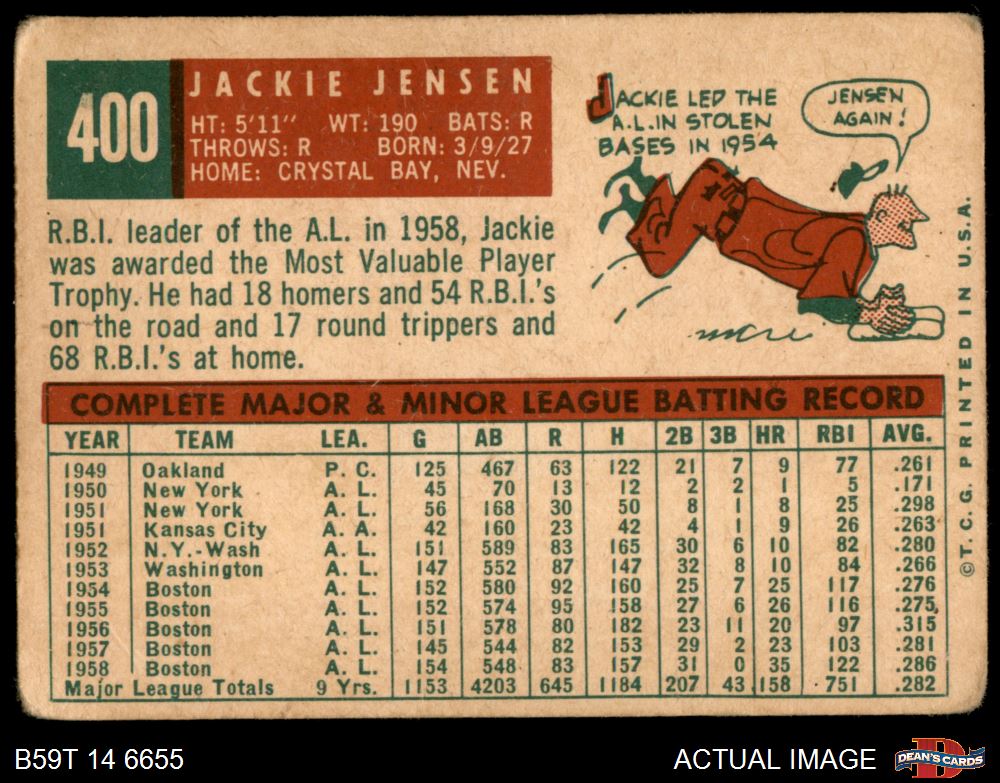 400
JACKIE JENSEN
HT: 5'11" WT: 190 BATS: R
THROWS: R BORN: 3/9/27
HOME: CRYSTAL BAY, NEV.
JACKIE LED THE
A.L. IN STOLEN
BASES IN 1954
JENSEN
AGAIN!
R.B.I. leader of the A.L. in 1958, Jackie
was awarded the Most Valuable Player
Trophy. He had 18 homers and 54 R.B.I.'s
on the road and 17 round trippers and
68 R.B.I.'s at home.
COMPLETE MAJOR & MINOR LEAGUE BATTING RECORD
YEAR TEAM LEA. G AB R H 2B 3B HR RBI AVG.
1949 Oakland P. C. 125 467 63 122 21 7 9 77 .261
1950 New York A. L. 45 70 13 12 2 2 1 5 .171
1951 New York A. L. 56 168 30 50 8 1 8 25 .298
1951 Kansas City A. A. 42 160 23 42 4 1 9 26 .263
1952 N.Y.-Wash A. L. 151 589 83 165 30 6 10 82 .280
1953 Washington A. L. 147 552 87 147 32 8 10 84 .266
1954 Boston A. L. 152 580 92 160 25 7 25 117 .276
1955 Boston A. L. 152 574 95 158 27 6 26 116 .275
1956 Boston A. L. 151 578 80 182 23 11 20 97 .315
1957 Boston A. L. 145 544 82 153 29 2 23 103 .281
1958 Boston A. L. 154 548 83 157 31 0 35 122 .286
Major League Totals 9 Yrs. 1153 4203 645 1184 207 43 158 751 .282
©T. C. G. PRINTED IN U.S.A.
B59T 14 6655
ACTUAL IMAGE
D
DEAN'S CARDS